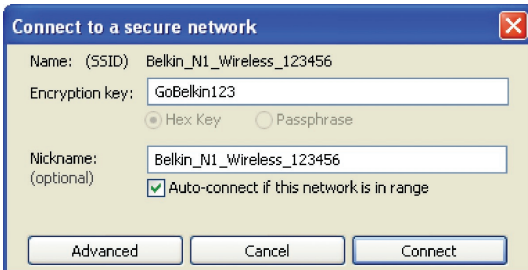 Connect to a secure network
Name: (SSID) Belkin_N1_Wireless_123456
Encryption key: GoBelkin123
Hex Key Passphrase
Nickname: Belkin_N1_Wireless_123456
(optional)
Auto-connect if this network is in range
Advanced Cancel Connect